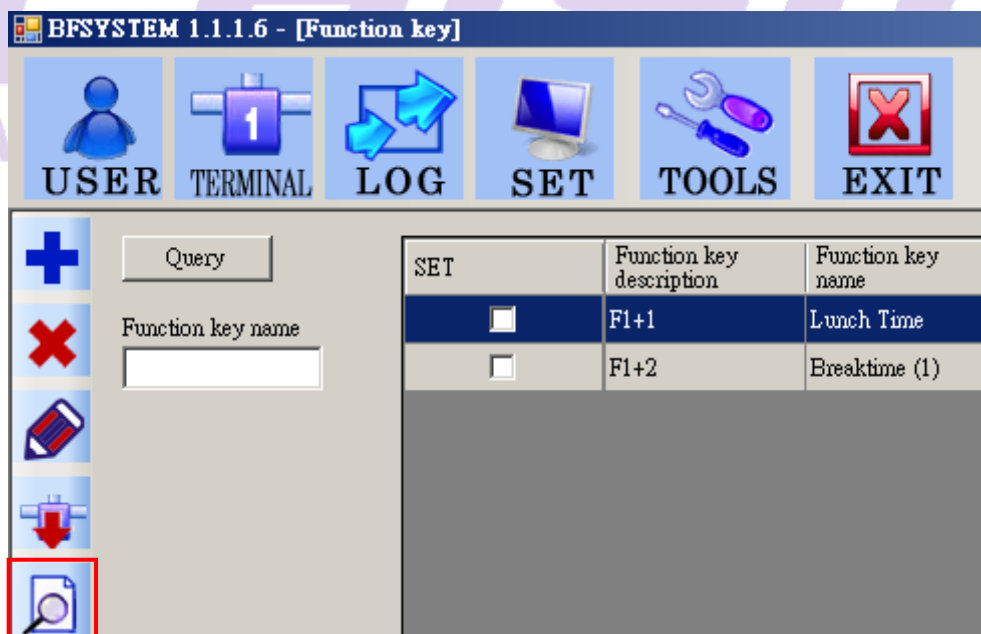 BFSYSTEM 1.1.1.6 - [Function key]
USER
1
TERMINAL
LOG
SET
TOOLS
EXIT
Query
Function key name
SET
Function key
description
Function key
name
F1+1
Lunch Time
F1+2
Breaktime (1)